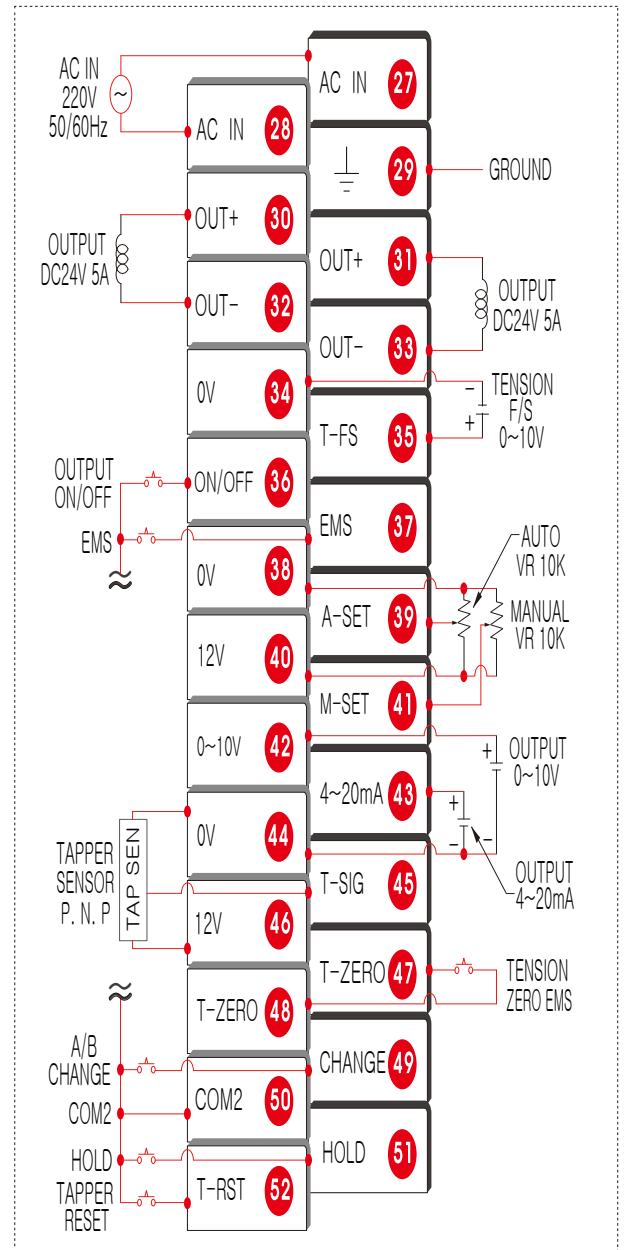 AC IN
220V
50/60Hz
AC IN 27
AC IN 28
29 GROUND
OUT+ 30
OUTPUT
DC24V 5A
OUT+ 31
OUT- 32
OUTPUT
DC24V 5A
OUT- 33
0V 34
TENSION
F/S
0~10V
-
+
T-FS 35
OUTPUT
ON/OFF
ON/OFF 36
EMS
EMS 37
0V 38
AUTO
VR 10K
A-SET 39
MANUAL
VR 10K
12V 40
M-SET 41
0~10V 42
+
-
OUTPUT
0~10V
4~20mA 43
+
-
OUTPUT
4~20mA
0V 44
TAPPER
SENSOR
P. N. P
TAP SEN
T-SIG 45
12V 46
T-ZERO 47
TENSION
ZERO EMS
T-ZERO 48
A/B
CHANGE
CHANGE 49
COM2
COM2 50
HOLD
HOLD 51
TAPPER
RESET
T-RST 52